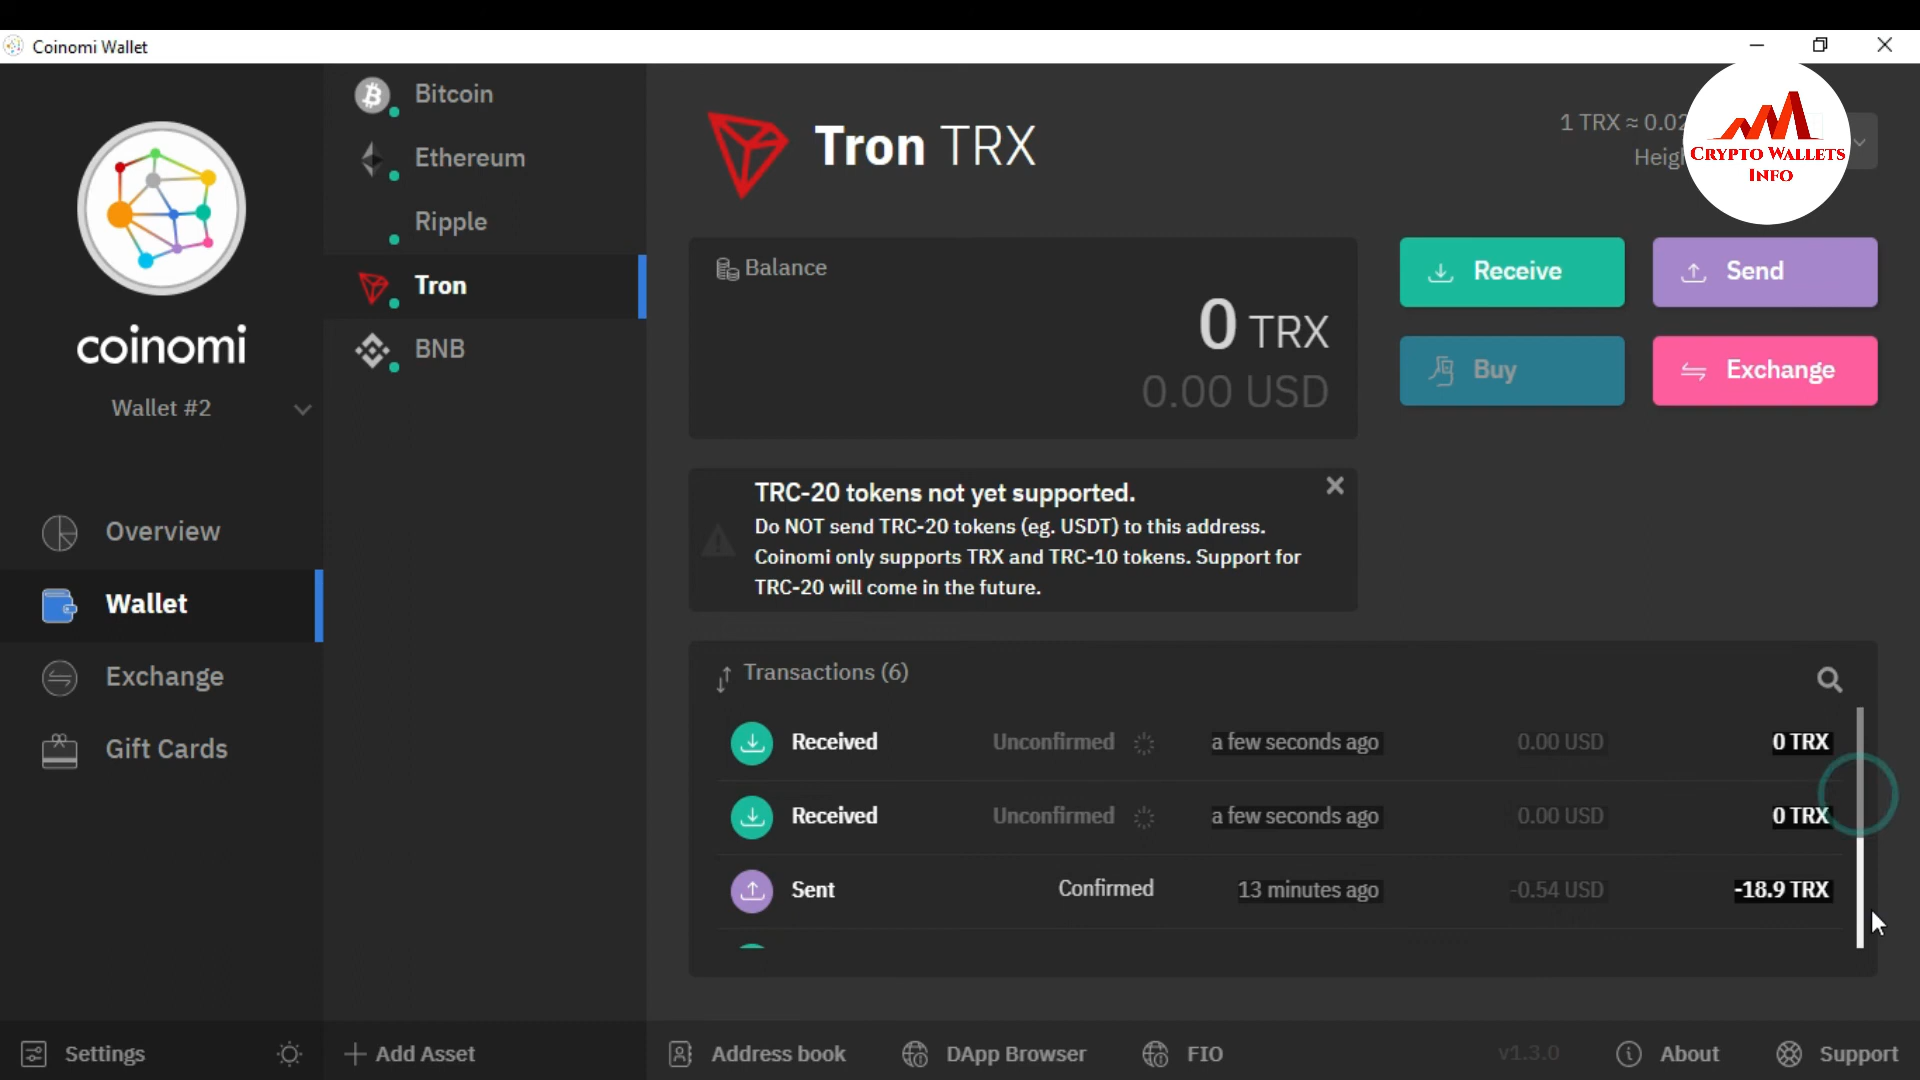 Coinomi Wallet
coinomi
Wallet #2
Overview
Wallet
Exchange
Gift Cards
Settings
Bitcoin
Ethereum
Ripple
Tron
BNB
Add Asset
Tron TRX
1 TRX ≈ 0.02
Heigh
Crypto Wallets
Info
Balance
0 TRX
0.00 USD
Receive
Send
Buy
Exchange
TRC-20 tokens not yet supported.
Do NOT send TRC-20 tokens (eg. USDT) to this address.
Coinomi only supports TRX and TRC-10 tokens. Support for
TRC-20 will come in the future.
Transactions (6)
Received Unconfirmed a few seconds ago 0.00 USD 0 TRX
Received Unconfirmed a few seconds ago 0.00 USD 0 TRX
Sent Confirmed 13 minutes ago -0.54 USD -18.9 TRX
Address book
DApp Browser
FIO
v1.3.0
About
Support